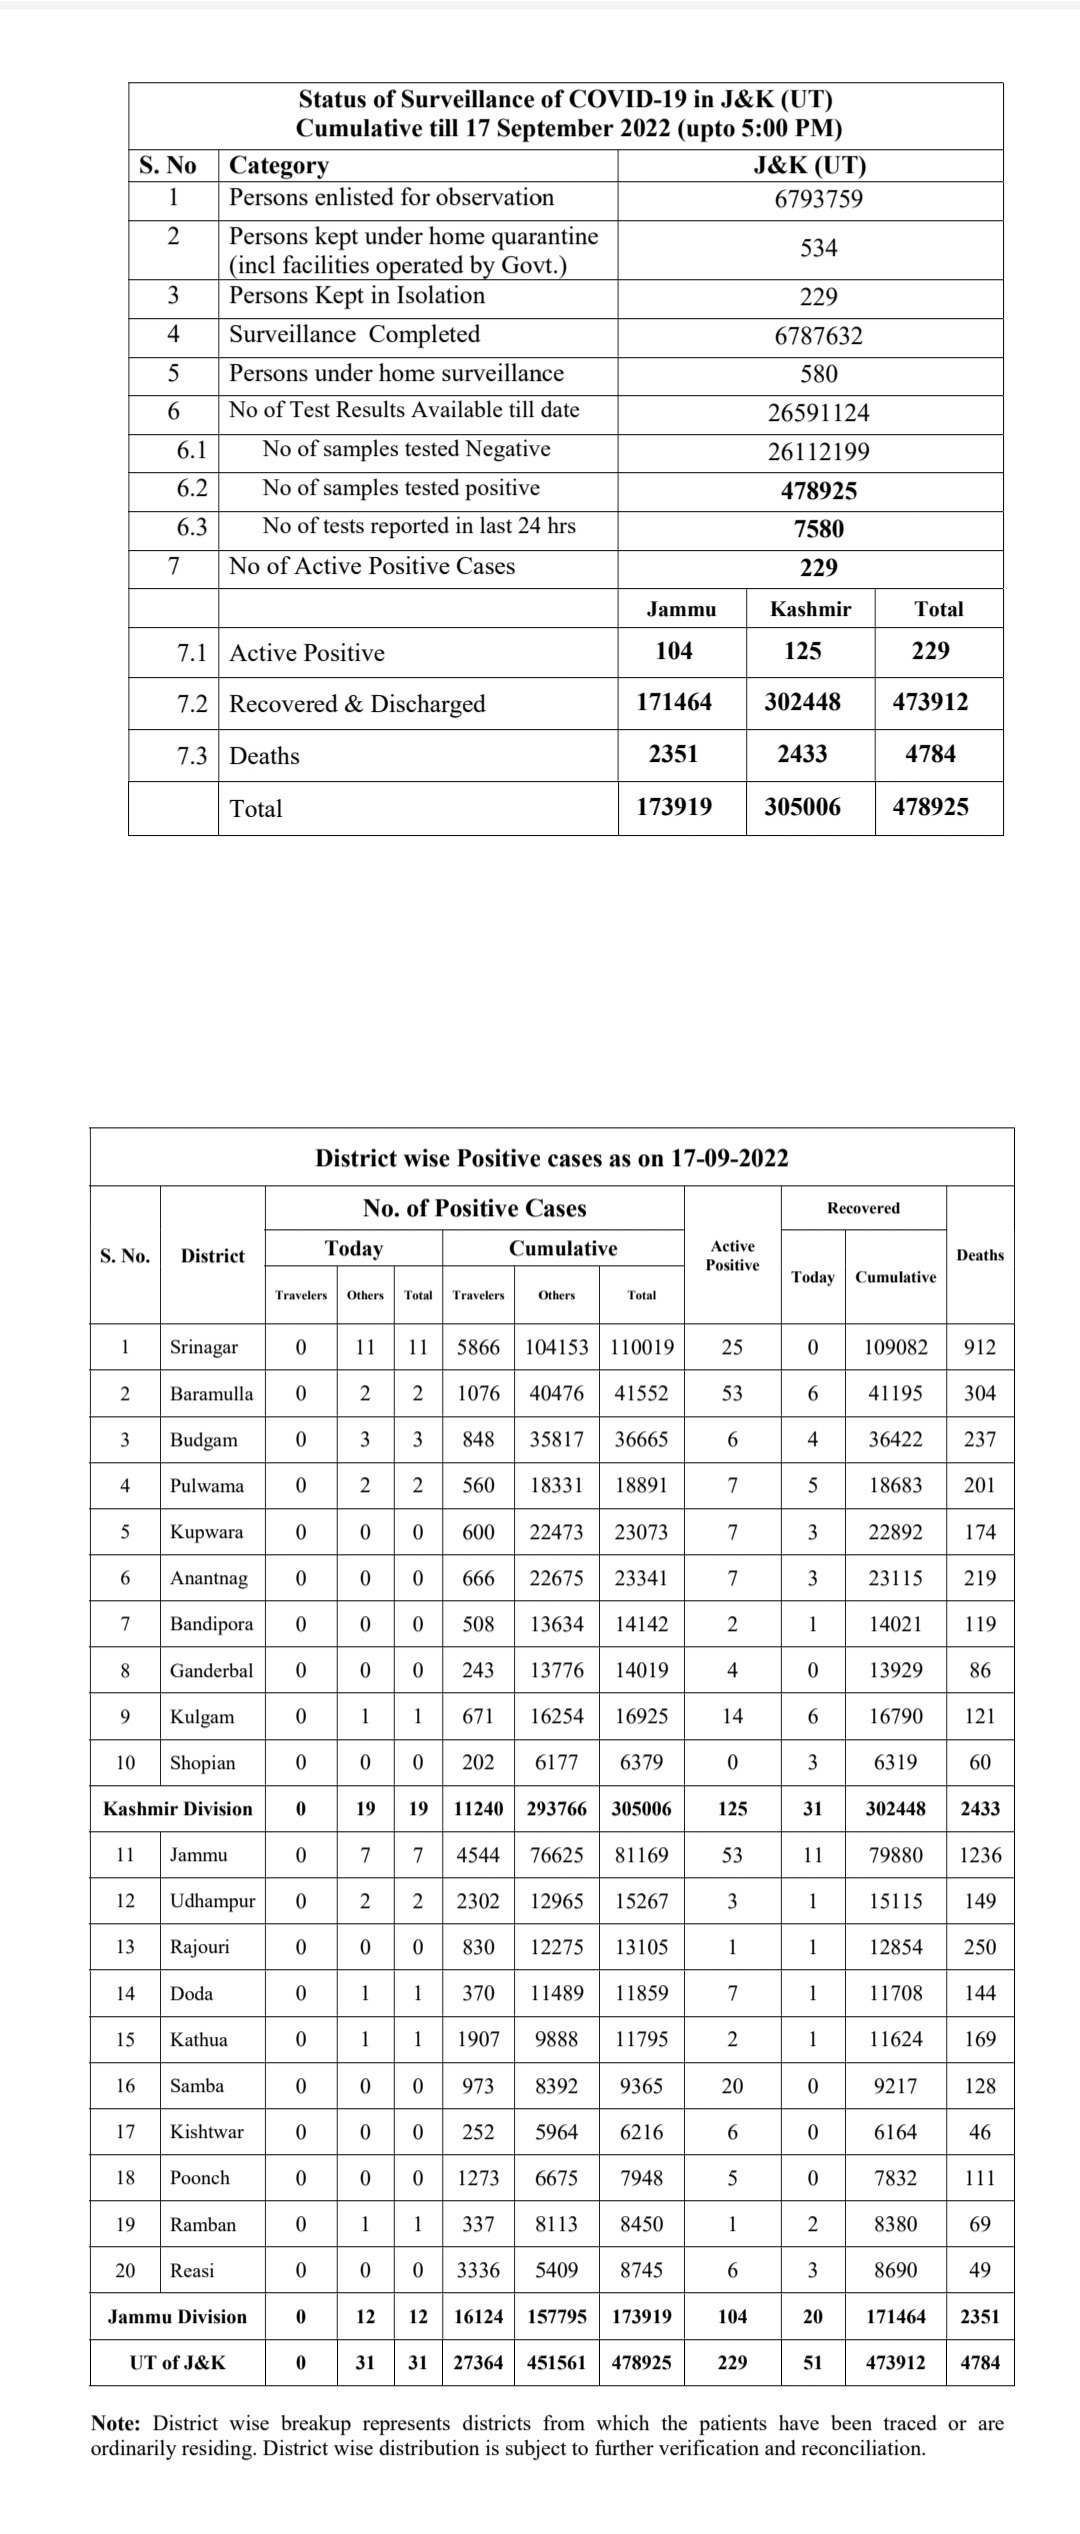 Status of Surveillance of COVID-19 in J&K (UT)
Cumulative till 17 September 2022 (upto 5:00 PM)
S. No Category J&K (UT)
1 Persons enlisted for observation 6793759
2 Persons kept under home quarantine
(incl facilities operated by Govt.) 534
3 Persons Kept in Isolation 229
4 Surveillance Completed 6787632
5 Persons under home surveillance 580
6 No of Test Results Available till date 26591124
6.1 No of samples tested Negative 26112199
6.2 No of samples tested positive 478925
6.3 No of tests reported in last 24 hrs 7580
7 No of Active Positive Cases 229
Jammu Kashmir Total
7.1 Active Positive 104 125 229
7.2 Recovered & Discharged 171464 302448 473912
7.3 Deaths 2351 2433 4784
Total 173919 305006 478925
District wise Positive cases as on 17-09-2022
S. No. District No. of Positive Cases Active Positive Recovered Deaths
Today Cumulative Today Cumulative
Travelers Others Total Travelers Others Total
1 Srinagar 0 11 11 5866 104153 110019 25 0 109082 912
2 Baramulla 0 2 2 1076 40476 41552 53 6 41195 304
3 Budgam 0 3 3 848 35817 36665 6 4 36422 237
4 Pulwama 0 2 2 560 18331 18891 7 5 18683 201
5 Kupwara 0 0 0 600 22473 23073 7 3 22892 174
6 Anantnag 0 0 0 666 22675 23341 7 3 23115 219
7 Bandipora 0 0 0 508 13634 14142 2 1 14021 119
8 Ganderbal 0 0 0 243 13776 14019 4 0 13929 86
9 Kulgam 0 1 1 671 16254 16925 14 6 16790 121
10 Shopian 0 0 0 202 6177 6379 0 3 6319 60
Kashmir Division 0 19 19 11240 293766 305006 125 31 302448 2433
11 Jammu 0 7 7 4544 76625 81169 53 11 79880 1236
12 Udhampur 0 2 2 2302 12965 15267 3 1 15115 149
13 Rajouri 0 0 0 830 12275 13105 1 1 12854 250
14 Doda 0 1 1 370 11489 11859 7 1 11708 144
15 Kathua 0 1 1 1907 9888 11795 2 1 11624 169
16 Samba 0 0 0 973 8392 9365 20 0 9217 128
17 Kishtwar 0 0 0 252 5964 6216 6 0 6164 46
18 Poonch 0 0 0 1273 6675 7948 5 0 7832 111
19 Ramban 0 1 1 337 8113 8450 1 2 8380 69
20 Reasi 0 0 0 3336 5409 8745 6 3 8690 49
Jammu Division 0 12 12 16124 157795 173919 104 20 171464 2351
UT of J&K 0 31 31 27364 451561 478925 229 51 473912 4784
Note: District wise breakup represents districts from which the patients have been traced or are
ordinarily residing. District wise distribution is subject to further verification and reconciliation.